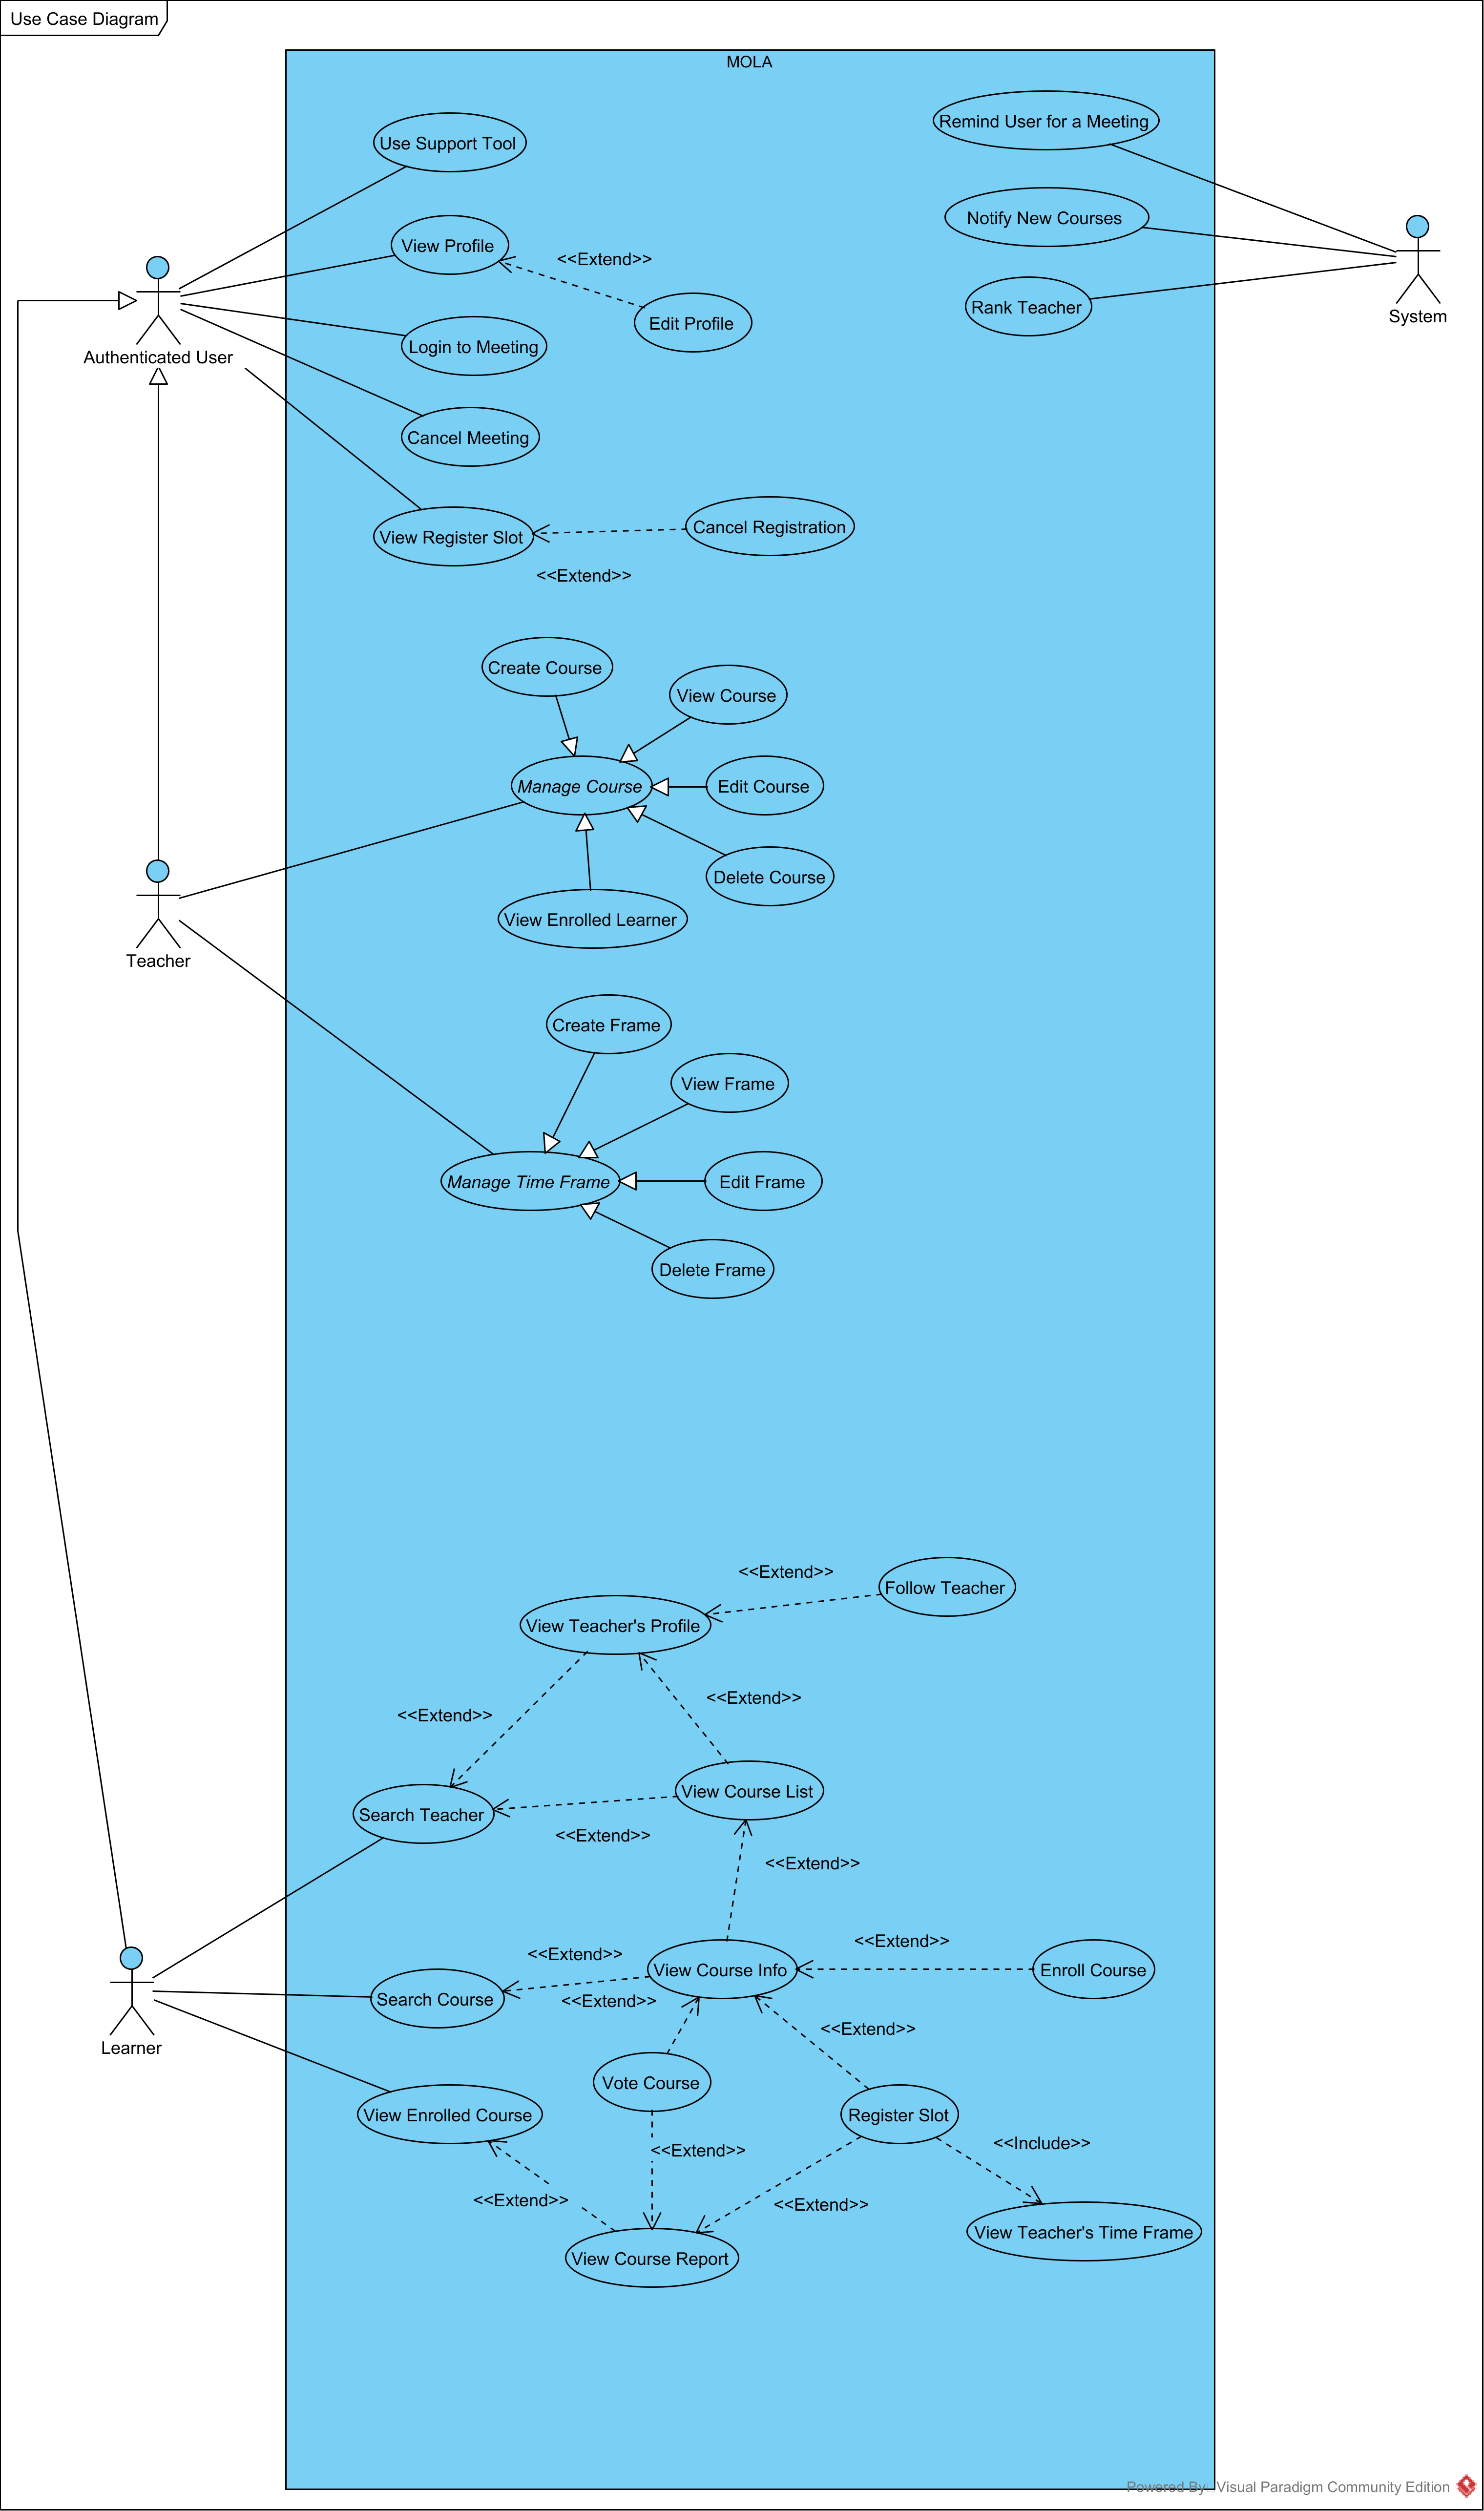 Use Case Diagram
MOLA
Use Support Tool
Remind User for a Meeting
View Profile
<<Extend>>
Notify New Courses
Edit Profile
Rank Teacher
System
Login to Meeting
Authenticated User
Cancel Meeting
View Register Slot
Cancel Registration
<<Extend>>
Create Course
View Course
Manage Course
Edit Course
Delete Course
View Enrolled Learner
Teacher
Create Frame
View Frame
Manage Time Frame
Edit Frame
Delete Frame
<<Extend>>
Follow Teacher
View Teacher's Profile
<<Extend>>
<<Extend>>
View Course List
Search Teacher
<<Extend>>
<<Extend>>
<<Extend>>
<<Extend>>
View Course Info
Enroll Course
Search Course
<<Extend>>
<<Extend>>
Learner
Vote Course
View Enrolled Course
Register Slot
<<Extend>>
<<Include>>
<<Extend>>
<<Extend>>
View Teacher's Time Frame
View Course Report
Powered By Visual Paradigm Community Edition